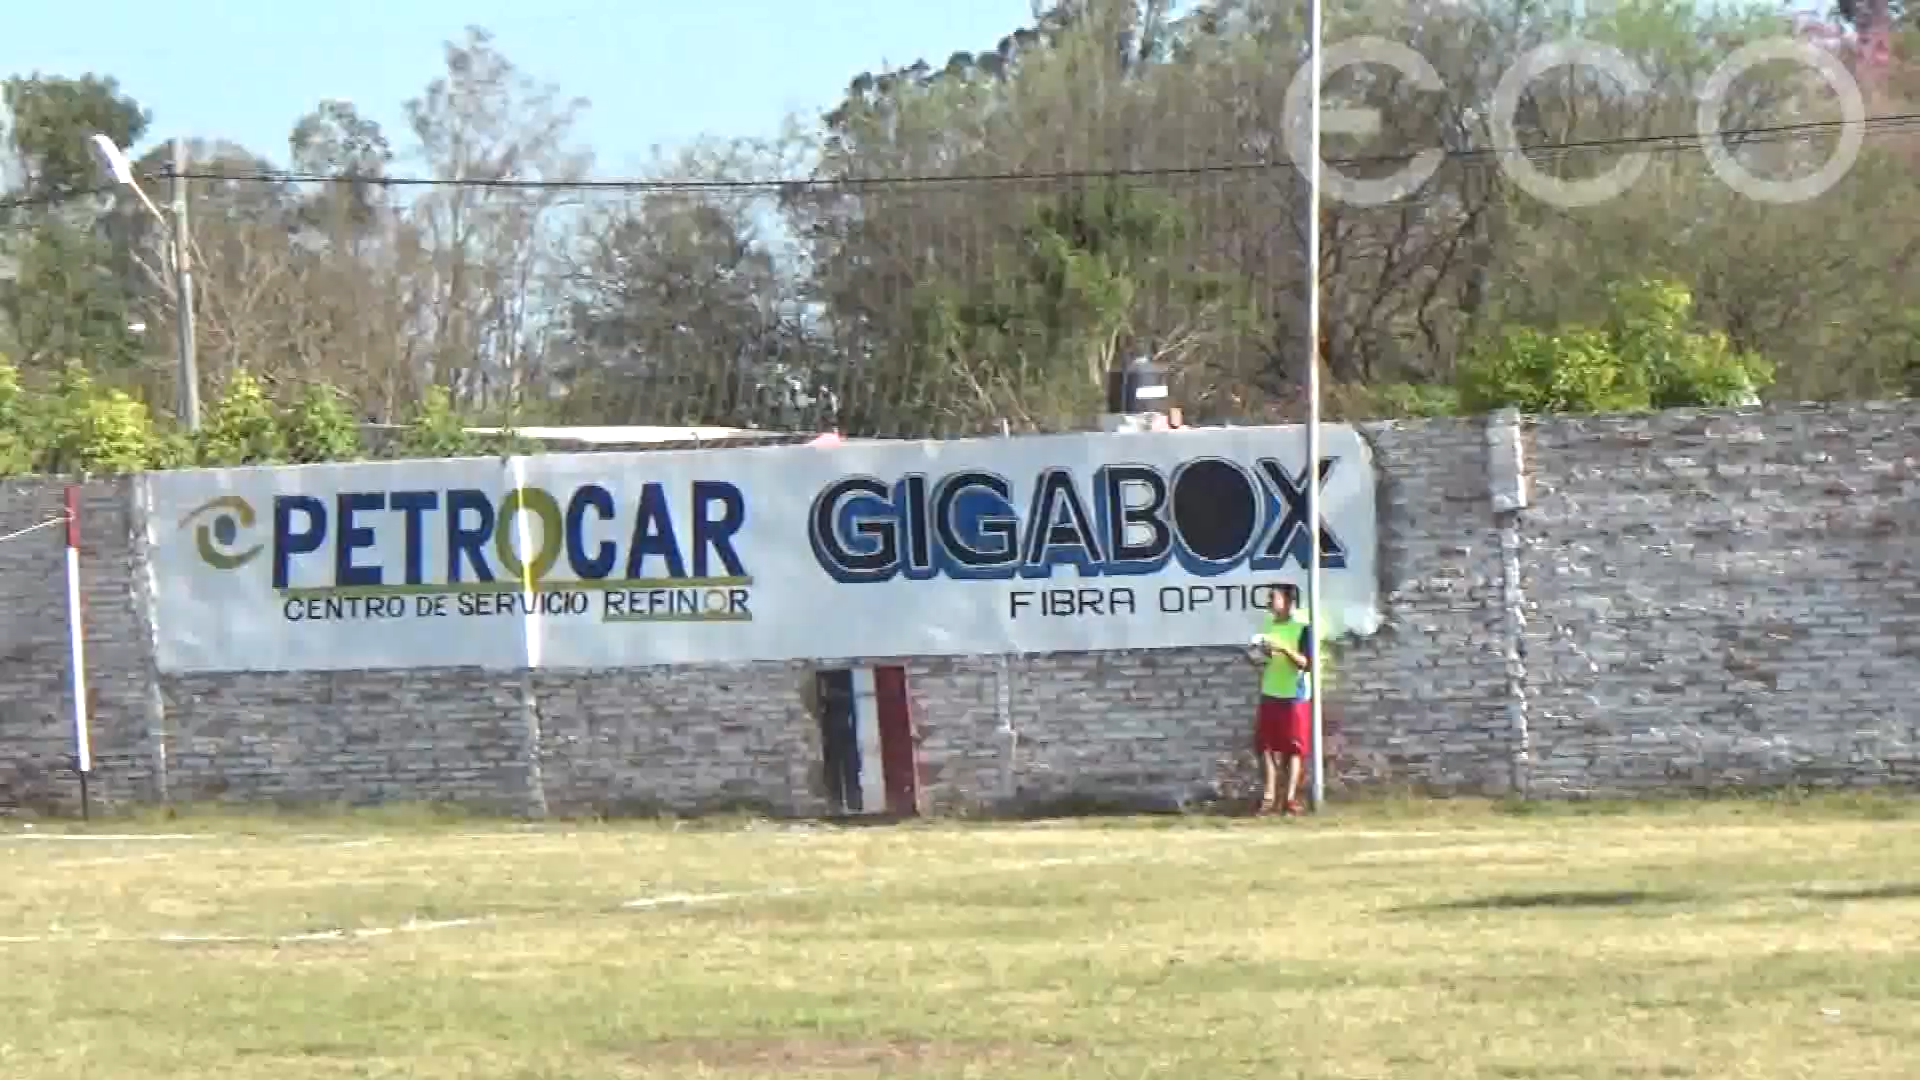 eco
PETROCAR
CENTRO DE SERVICIO REFINOR
GIGABOX
FIBRA OPTICA